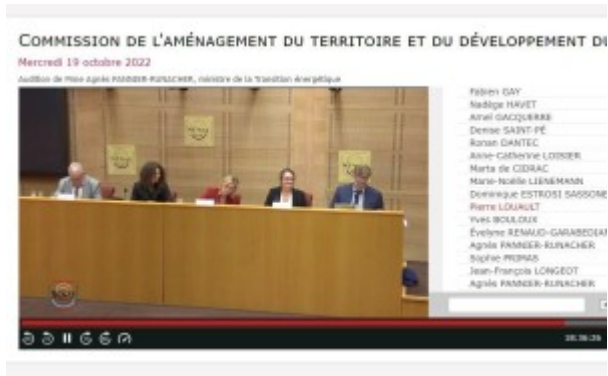 COMMISSION DE L'AMÉNAGEMENT DU TERRITOIRE ET DU DÉVELOPPEMENT DU
Mercredi 19 octobre 2022
Audition de Mme Agnès PANNIER-RUNACHER, ministre de la Transition énergétique
Fabien GAY
Nadège HAVET
Amel GACQUERRE
Denise SAINT-PÉ
Ronan DANTEC
Anne-Catherine LOISIER
Marta de CIDRAC
Marie-Noëlle LIENEMANN
Dominique ESTROSI SASSONE
Pierre LOUAULT
Yves BOULOUX
Évelyne RENAUD-GARABEDIAN
Agnès PANNIER-RUNACHER
Sophie PRIMAS
Jean-François LONGEOT
Agnès PANNIER-RUNACHER